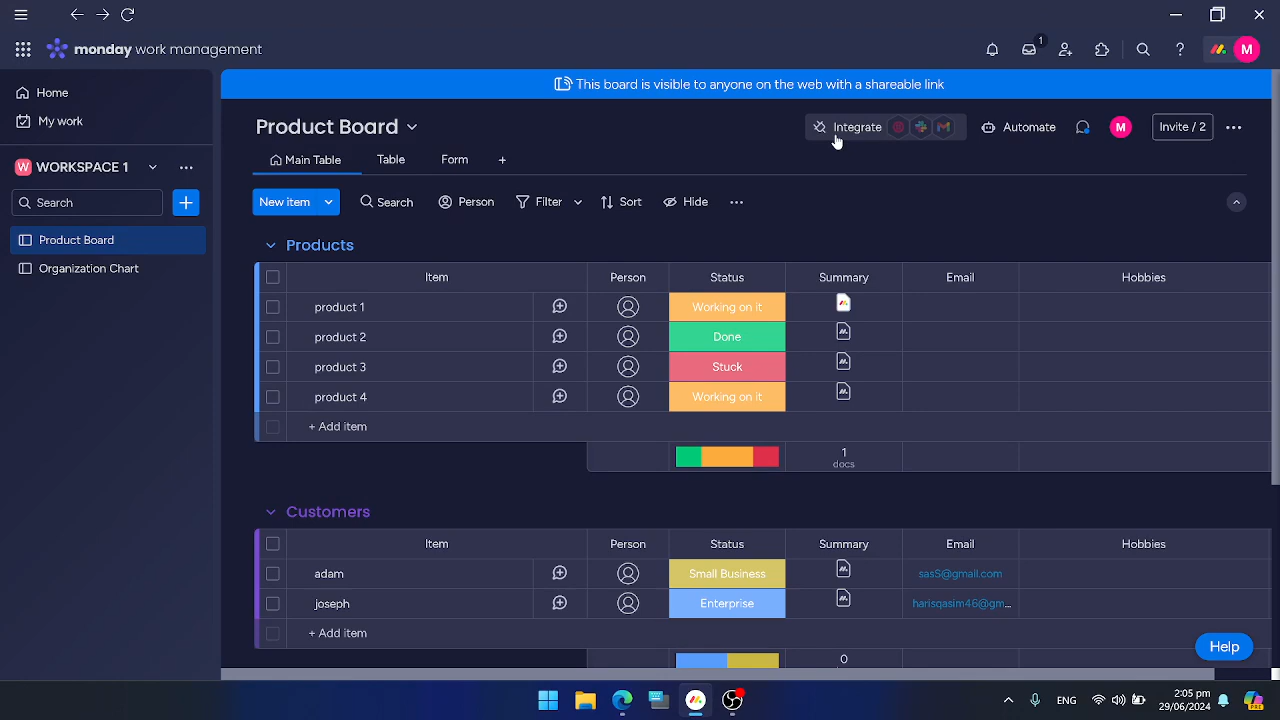 monday work management
1
M
Home
My work
W WORKSPACE 1
Search
Product Board
Organization Chart
This board is visible to anyone on the web with a shareable link
Product Board
Integrate
Automate
M
Invite / 2
Main Table
Table
Form
New item
Search
Person
Filter
Sort
Hide
Products
Item Person Status Summary Email Hobbies
product 1 Working on it
product 2 Done
product 3 Stuck
product 4 Working on it
+ Add item
1
docs
Customers
Item Person Status Summary Email Hobbies
adam Small Business sasS@gmail.com
joseph Enterprise harisqasim46@gm...
+ Add item
0
Help
ENG
2:05 pm
29/06/2024
PRE